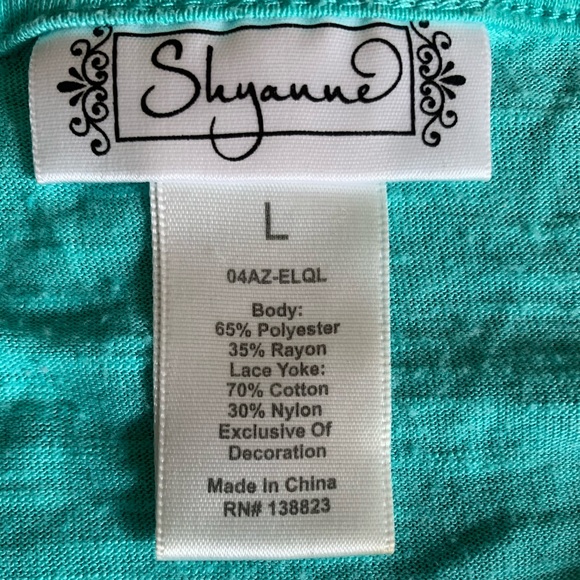 Shyanne
L
04AZ-ELQL
Body:
65% Polyester
35% Rayon
Lace Yoke:
70% Cotton
30% Nylon
Exclusive Of
Decoration
Made In China
RN# 138823